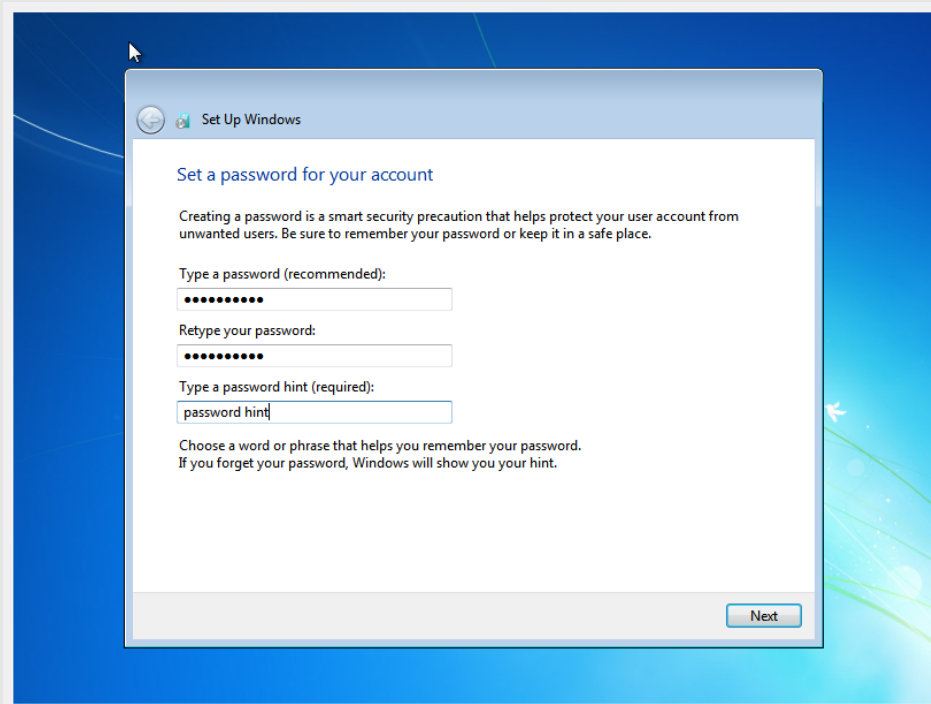 Set Up Windows
Set a password for your account
Creating a password is a smart security precaution that helps protect your user account from
unwanted users. Be sure to remember your password or keep it in a safe place.
Type a password (recommended):
●●●●●●●●●●
Retype your password:
●●●●●●●●●●
Type a password hint (required):
password hint
Choose a word or phrase that helps you remember your password.
If you forget your password, Windows will show you your hint.
Next